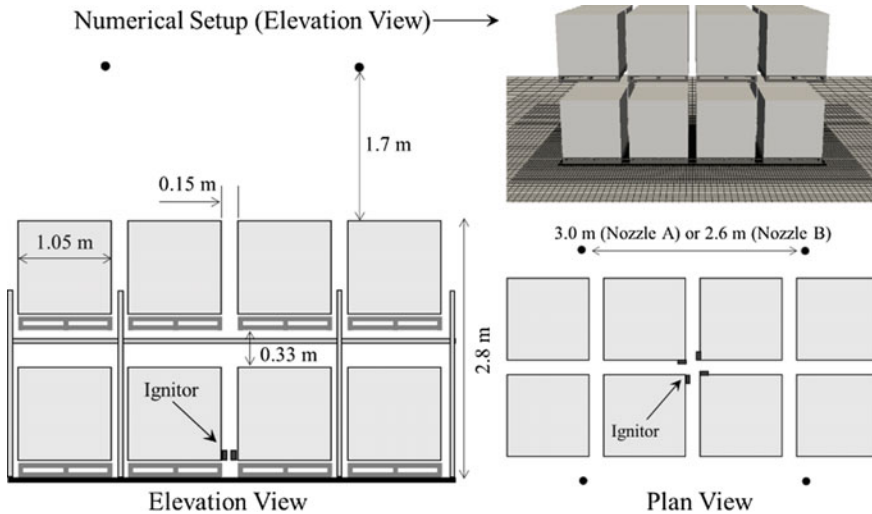 Numerical Setup (Elevation View)
1.7 m
0.15 m
1.05 m
3.0 m (Nozzle A) or 2.6 m (Nozzle B)
0.33 m
2.8 m
Ignitor
Ignitor
Elevation View
Plan View